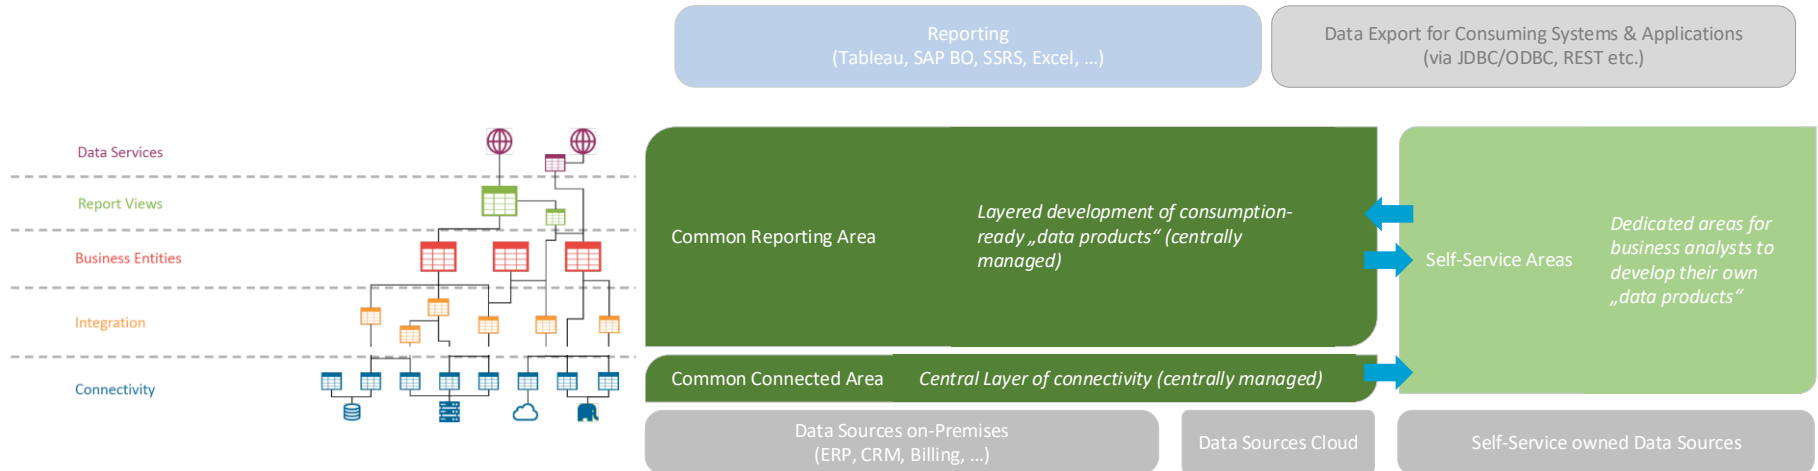 Reporting
(Tableau, SAP BO, SSRS, Excel, …)
Data Export for Consuming Systems & Applications
(via JDBC/ODBC, REST etc.)
Data Services
Report Views
Business Entities
Integration
Connectivity
Common Reporting Area
Layered development of consumption-
ready „data products“ (centrally
managed)
Self-Service Areas
Dedicated areas for
business analysts to
develop their own
„data products“
Common Connected Area
Central Layer of connectivity (centrally managed)
Data Sources on-Premises
(ERP, CRM, Billing, …)
Data Sources Cloud
Self-Service owned Data Sources